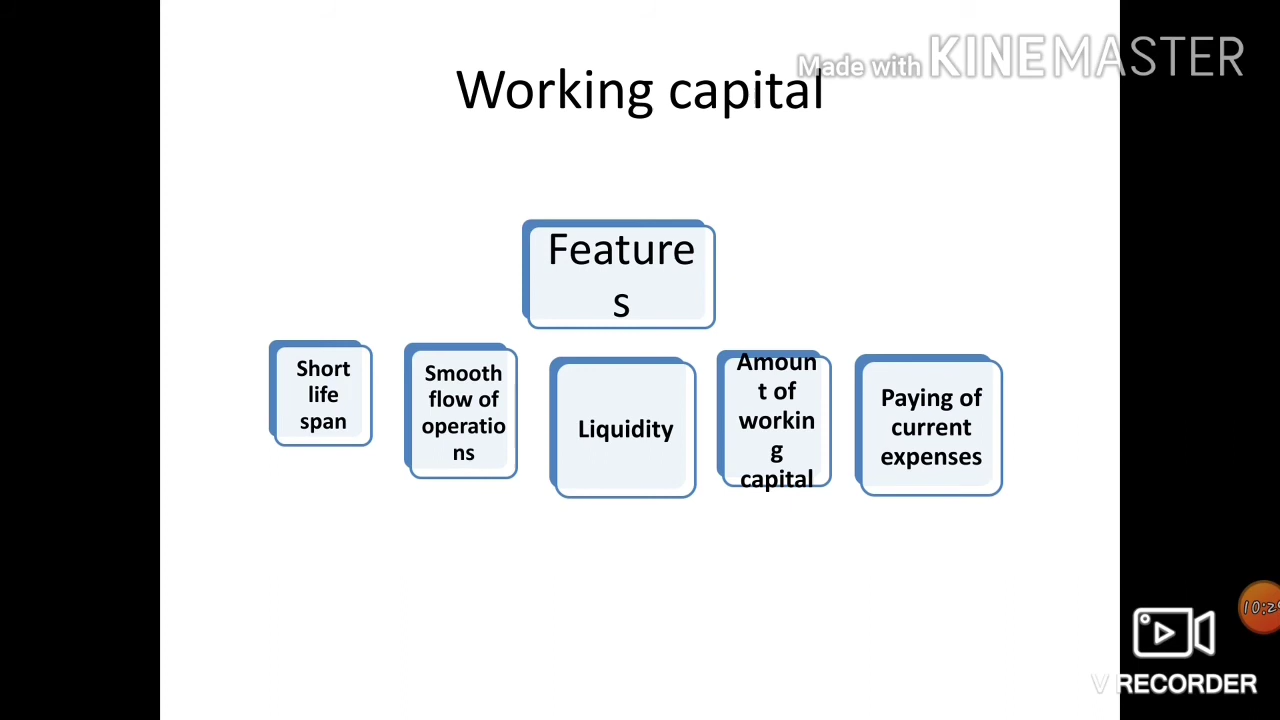 Made with KINEMASTER
Working capital
Feature
s
Short
life
span
Smooth
flow of
operatio
ns
Liquidity
Amoun
t of
workin
g
capital
Paying of
current
expenses
V RECORDER